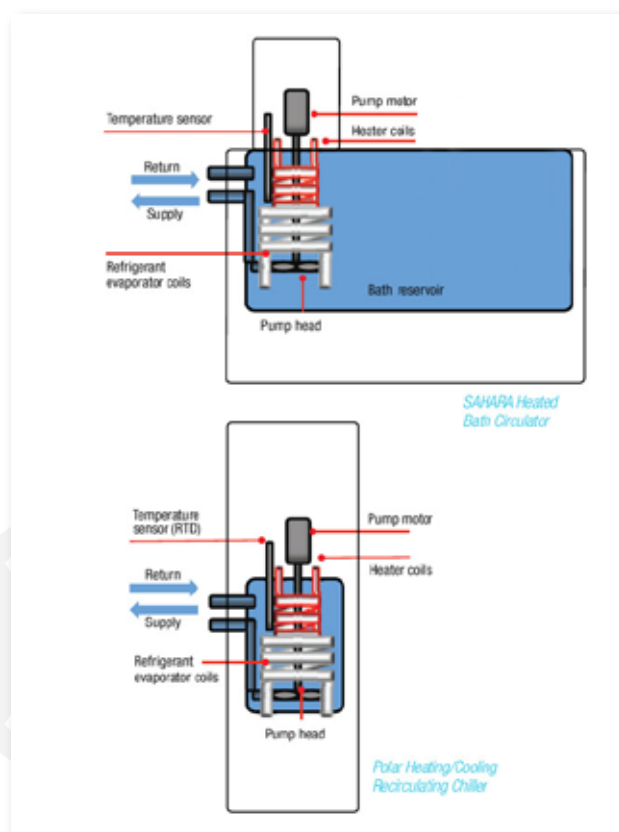 Pump motor
Temperature sensor
Heater coils
Return
Supply
Refrigerant
evaporator coils
Bath reservoir
Pump head
SAHARA Heated
Bath Circulator
Temperature
sensor (RTD)
Pump motor
Heater coils
Return
Supply
Refrigerant
evaporator coils
Pump head
Polar Heating/Cooling
Recirculating Chiller